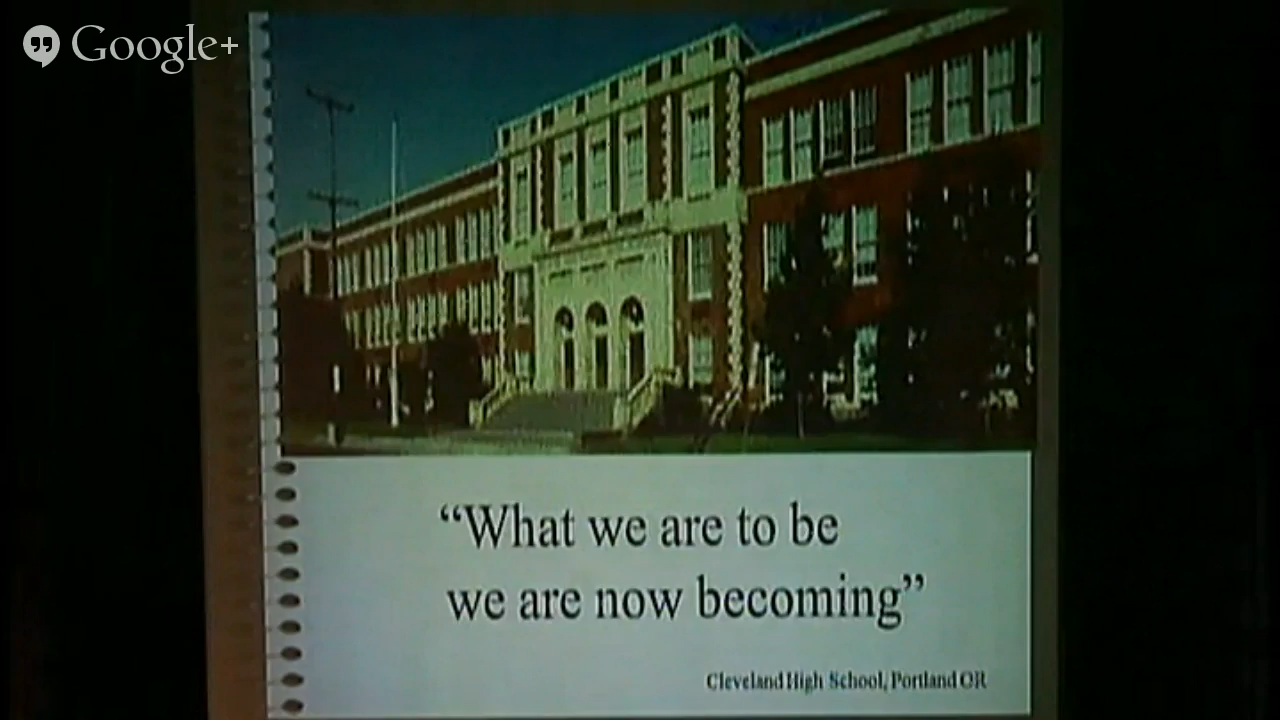 Google+
“What we are to be
we are now becoming”
Cleveland High School, Portland OR